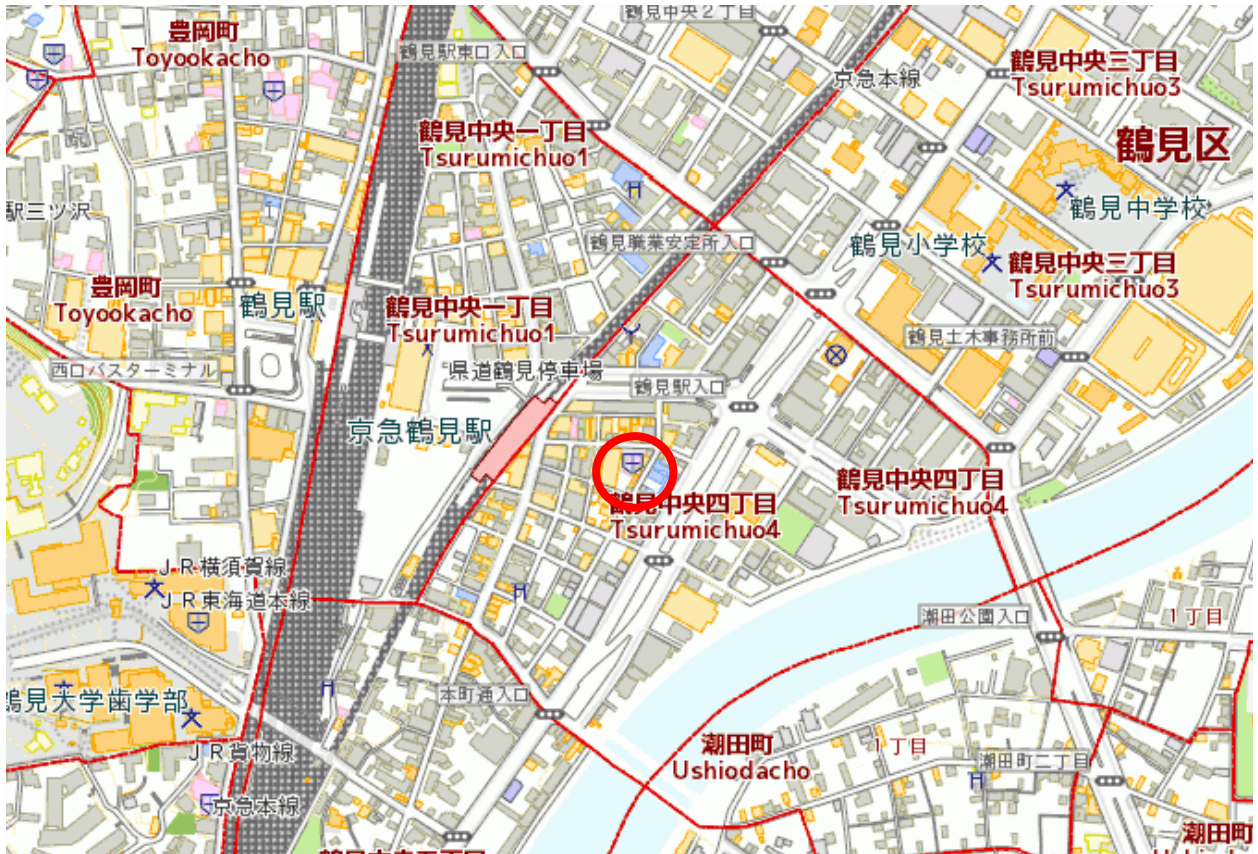 鶴見中央2丁目
豊岡町
Toyookacho
鶴見駅東口入口
鶴見中央三丁目
Tsurumichuo3
京急本線
鶴見中央一丁目
Tsurumichuo1
鶴見区
駅三ツ沢
鶴見中学校
鶴見職業安定所入口
鶴見小学校
鶴見中央三丁目
Tsurumichuo3
豊岡町
Toyookacho
鶴見駅
鶴見中央一丁目
Tsurumichuo1
鶴見土木事務所前
西口バスターミナル
県道鶴見停車場
鶴見駅入口
京急鶴見駅
鶴見中央四丁目
Tsurumichuo4
鶴見中央四丁目
Tsurumichuo4
JR横須賀線
JR東海道本線
潮田公園入口
1丁目
鶴見大学歯学部
本町通入口
JR貨物線
潮田町
Ushiodacho
1丁目
潮田町二丁目
京急本線
潮田町